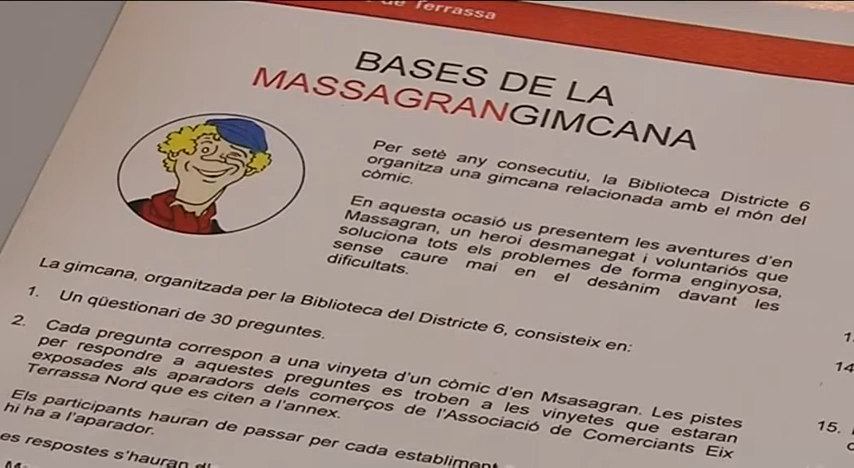 de Terrassa
BASES DE LA
MASSAGRANGIMCANA
Per setè any consecutiu, la Biblioteca Districte 6
organitza una gimcana relacionada amb el món del
còmic.
En aquesta ocasió us presentem les aventures d'en
Massagran, un heroi desmanegat i voluntariós que
soluciona tots els problemes de forma enginyosa,
sense caure mai en el desànim davant les
dificultats.
La gimcana, organitzada per la Biblioteca del Districte 6, consisteix en:
1. Un qüestionari de 30 preguntes.
2. Cada pregunta correspon a una vinyeta d'un còmic d'en Msasagran. Les pistes
per respondre a aquestes preguntes es troben a les vinyetes que estaran
exposades als aparadors dels comerços de l'Associació de Comerciants Eix
Terrassa Nord que es citen a l'annex.
Els participants hauran de passar per cada establiment
hi ha a l'aparador.
es respostes s'hauran d'
14
15.